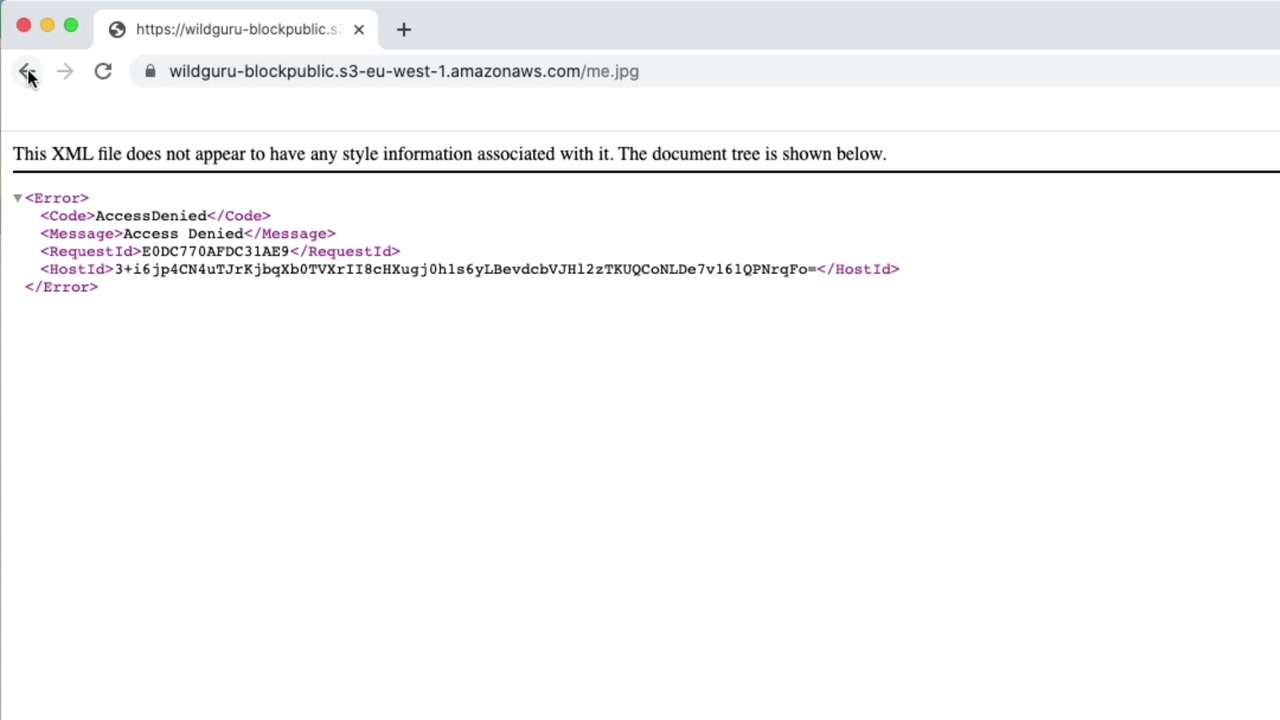 https://wildguru-blockpublic.s3
wildguru-blockpublic.s3-eu-west-1.amazonaws.com/me.jpg
This XML file does not appear to have any style information associated with it. The document tree is shown below.
<Error>
<Code>AccessDenied</Code>
<Message>Access Denied</Message>
<RequestId>E0DC770AFDC31AE9</RequestId>
<HostId>3+i6jp4CN4uTJrKjbqXb0TVXrII8cHXugj0h1s6yLBevdcbVJHl2zTKUQCoNLDe7v161QPNrqFo=</HostId>
</Error>